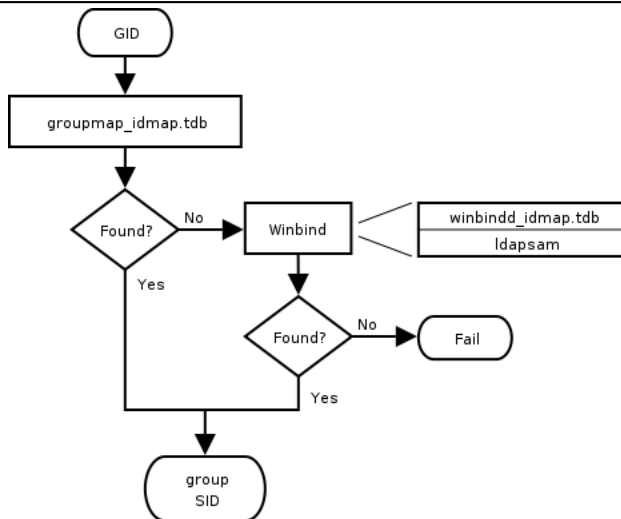 GID
groupmap_idmap.tdb
Found?
No
Winbind
winbindd_idmap.tdb
ldapsam
Yes
Found?
No
Fail
Yes
group
SID